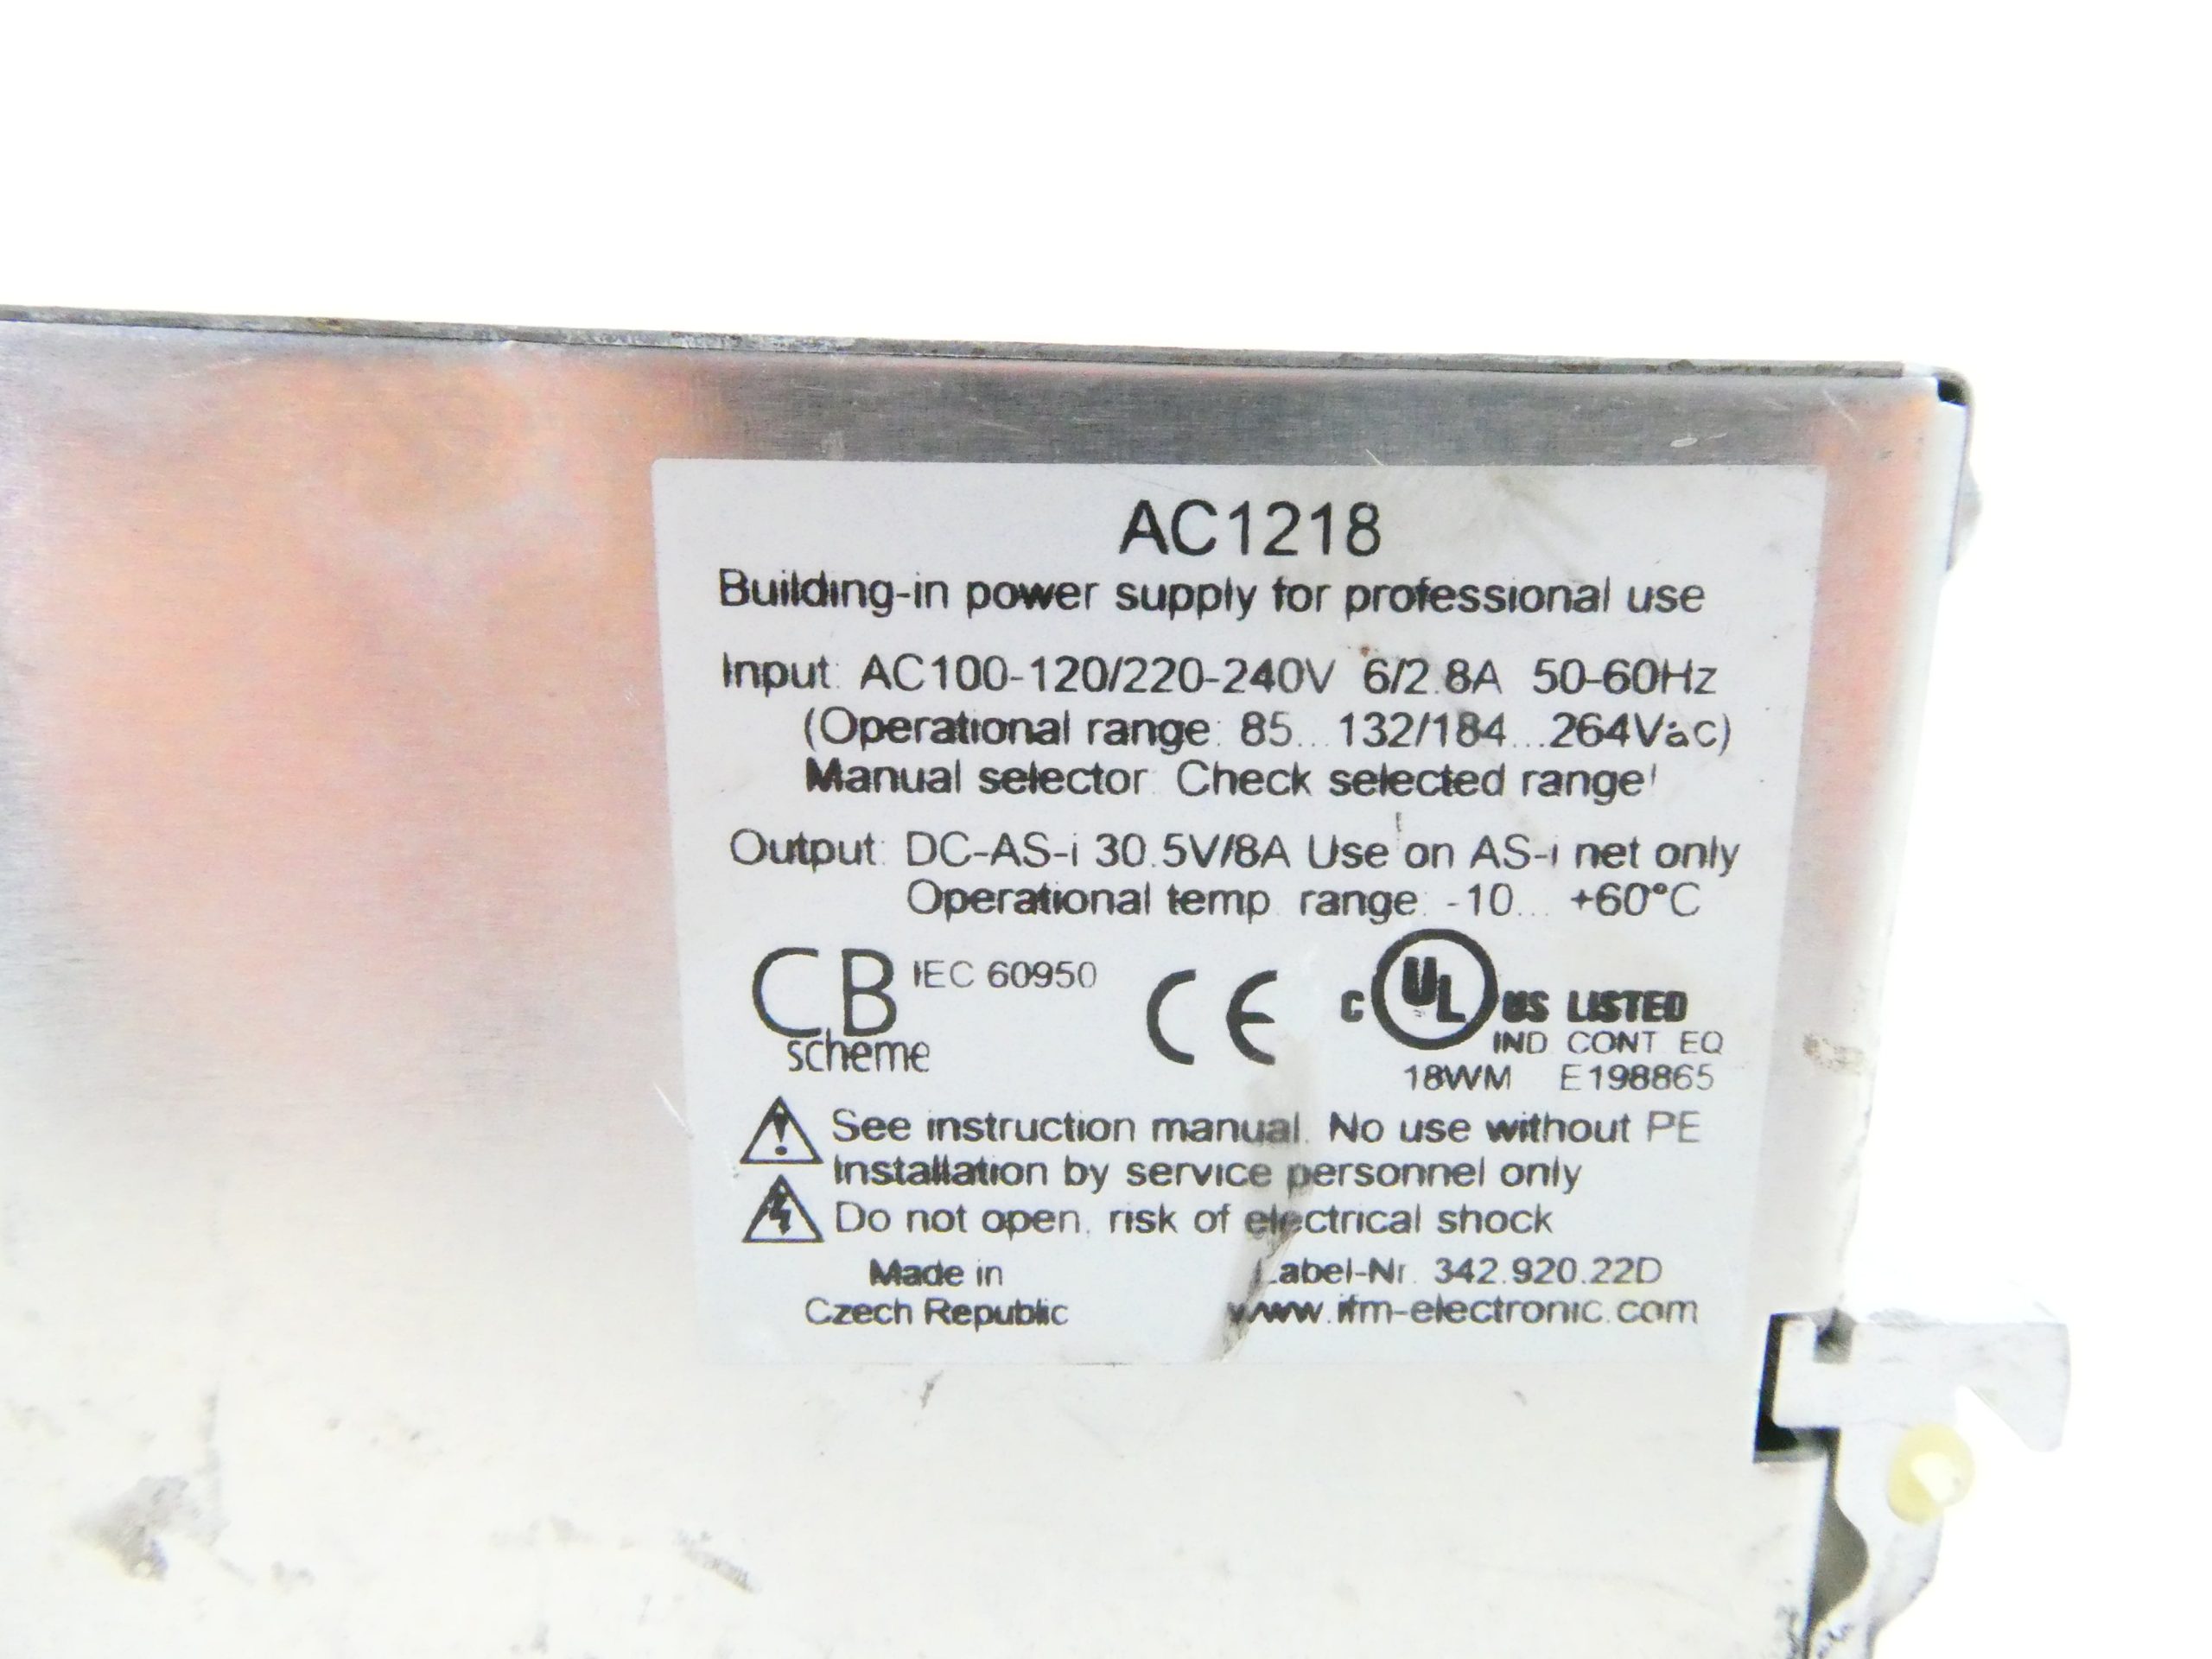 AC1218
Building-in power supply for professional use
Input: AC100-120/220-240V 6/2.8A 50-60Hz
(Operational range: 85...132/184...264Vac)
Manual selector. Check selected range!
Output: DC-AS-i 30.5V/8A Use on AS-i net only
Operational temp. range: -10... +60°C
CB scheme IEC 60950
CE
C UL US LISTED
IND CONT EQ
18WM E198865
See instruction manual. No use without PE
Installation by service personnel only
Do not open, risk of electrical shock
Made in
Czech Republic
Label-Nr. 342.920.22D
www.ifm-electronic.com